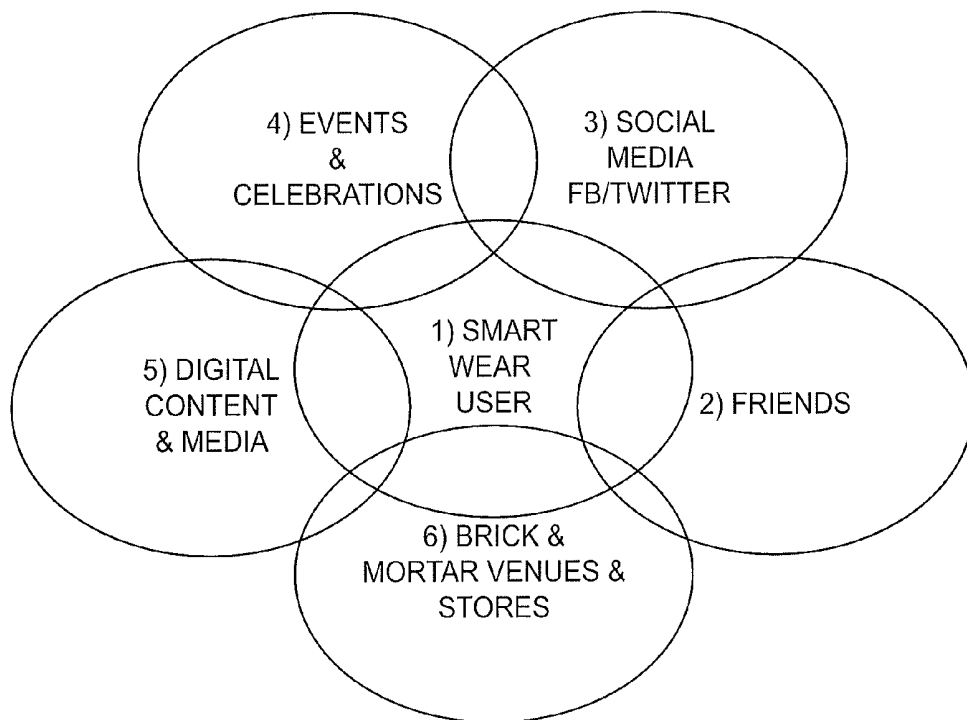 4) EVENTS
&
CELEBRATIONS
3) SOCIAL
MEDIA
FB/TWITTER
1) SMART
WEAR
USER
5) DIGITAL
CONTENT
& MEDIA
2) FRIENDS
6) BRICK &
MORTAR VENUES &
STORES